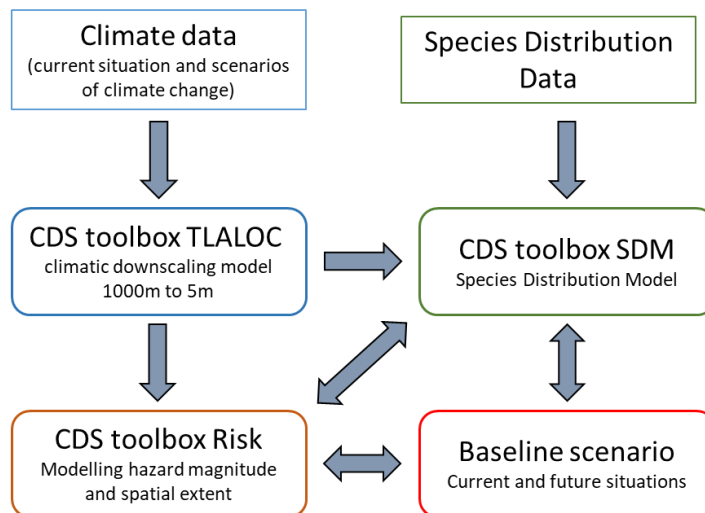 Climate data
(current situation and scenarios
of climate change)
Species Distribution
Data
CDS toolbox TLALOC
climatic downscaling model
1000m to 5m
CDS toolbox SDM
Species Distribution Model
CDS toolbox Risk
Modelling hazard magnitude
and spatial extent
Baseline scenario
Current and future situations